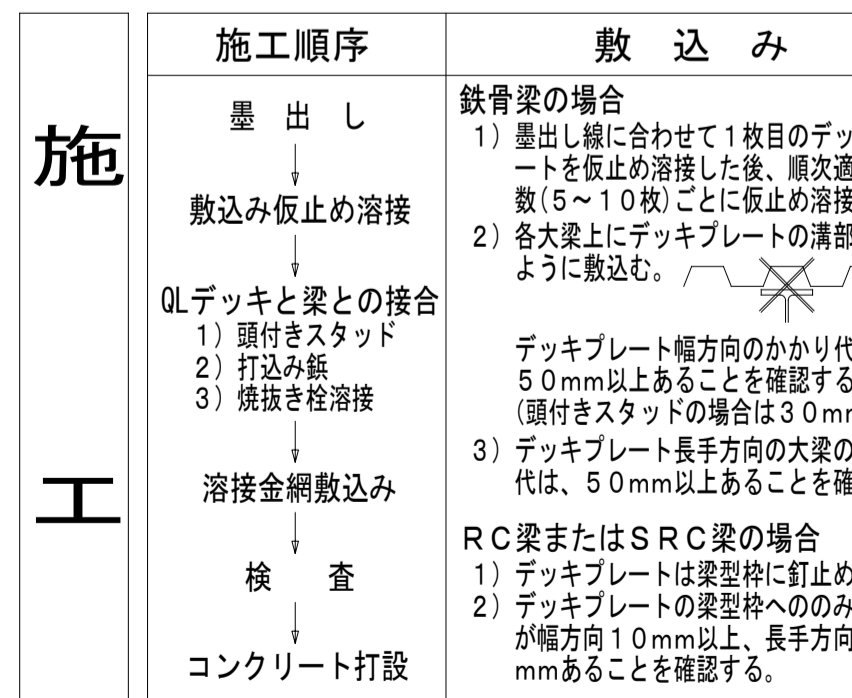 施工
施工順序
墨出し
敷込み仮止め溶接
QLデッキと梁との接合
1）頭付きスタッド
2）打込み鋲
3）焼抜き栓溶接
溶接金網敷込み
検査
コンクリート打設
敷込み
鉄骨梁の場合
1）墨出し線に合わせて１枚目のデッ
ートを仮止め溶接した後、順次適
数(５～１０枚)ごとに仮止め溶接
2）各大梁上にデッキプレートの溝部
ように敷込む。
デッキプレート幅方向のかかり代
５０mm以上あることを確認する
(頭付きスタッドの場合は３０mm
3）デッキプレート長手方向の大梁の
代は、５０mm以上あることを確
ＲＣ梁またはＳＲＣ梁の場合
1）デッキプレートは梁型枠に釘止め
2）デッキプレートの梁型枠へののみ
が幅方向１０mm以上、長手方向
mmあることを確認する。